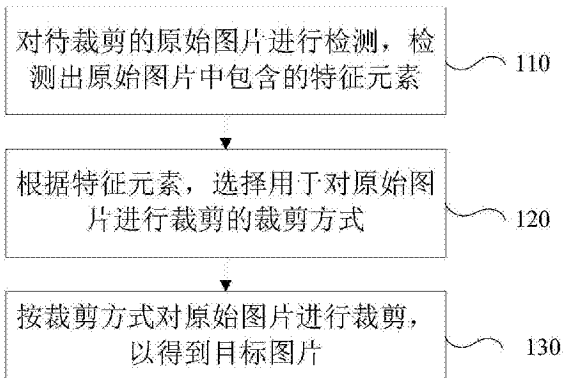 对待裁剪的原始图片进行检测，检
测出原始图片中包含的特征元素
110
根据特征元素，选择用于对原始图
片进行裁剪的裁剪方式
120
按裁剪方式对原始图片进行裁剪，
以得到目标图片
130